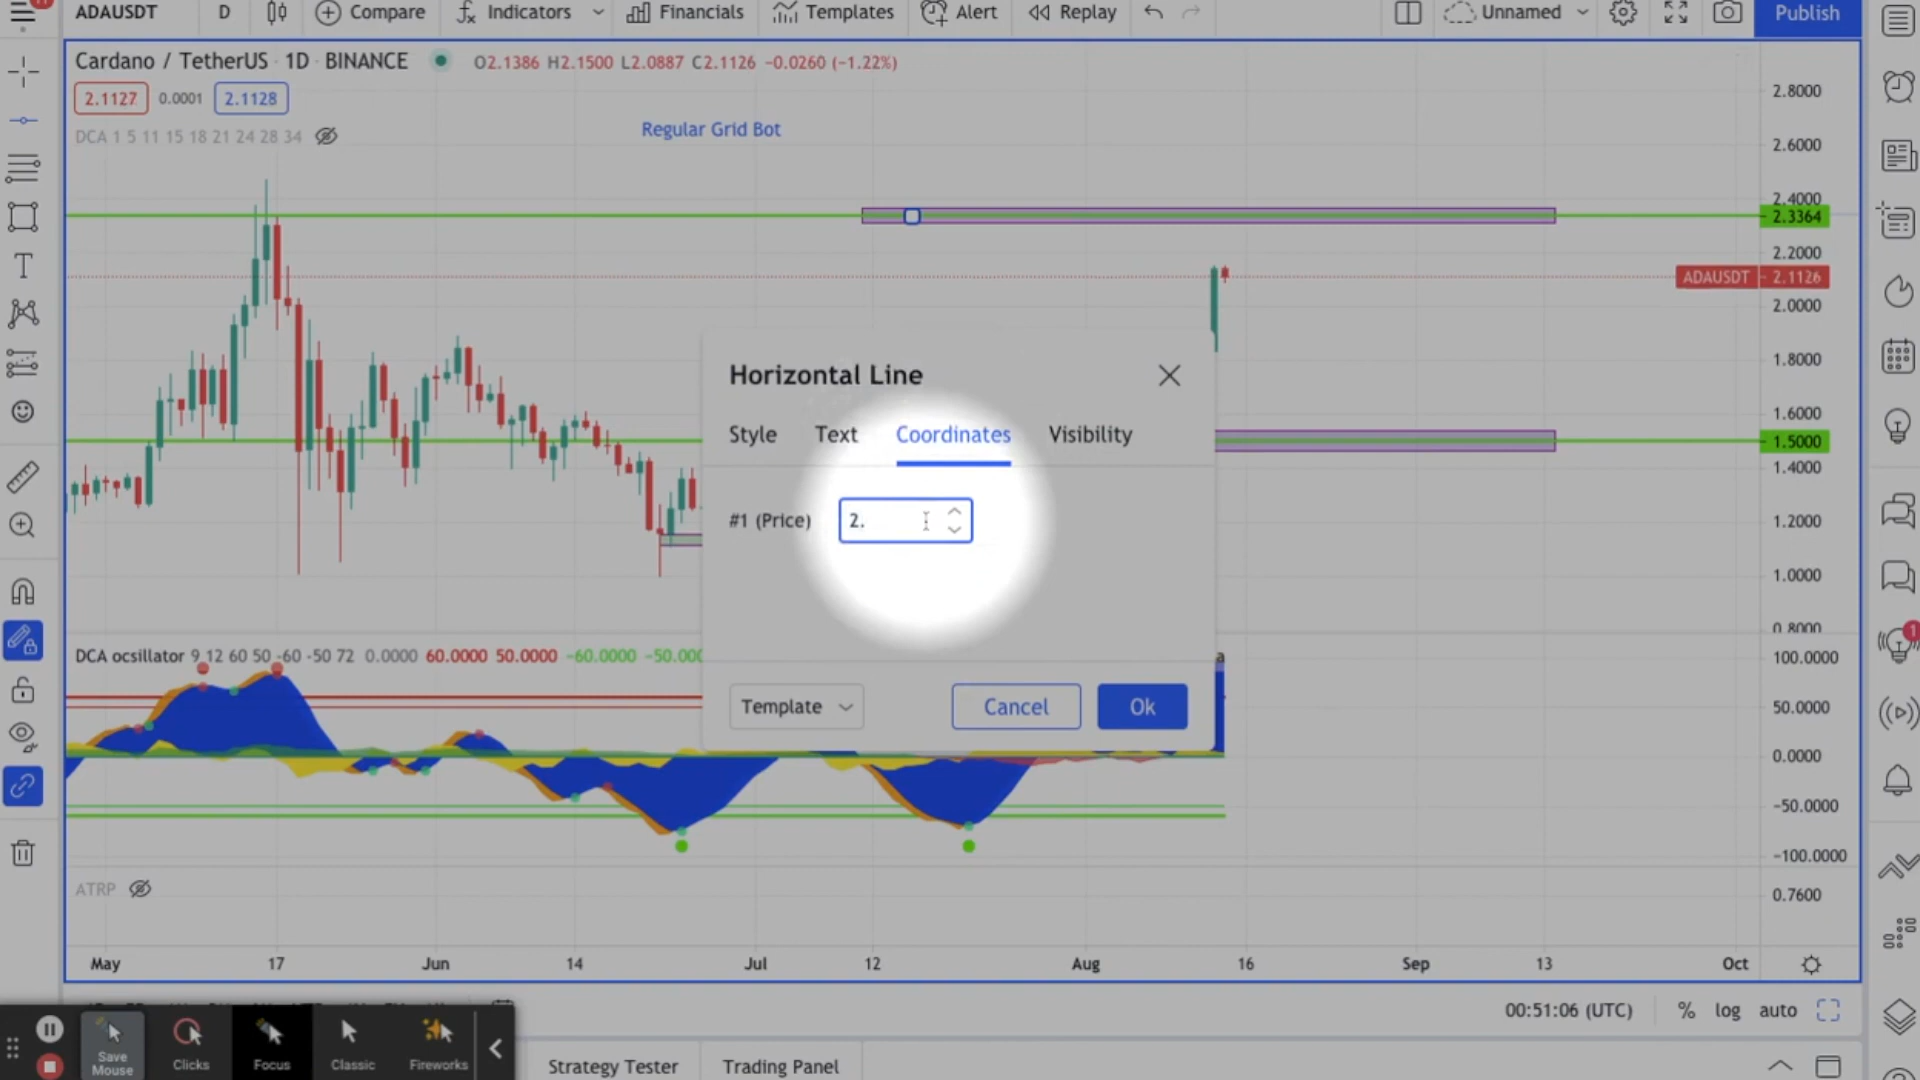 ADAUSDT D Compare Indicators Financials Templates Alert Replay Unnamed Publish
Cardano / TetherUS · 1D · BINANCE O2.1386 H2.1500 L2.0887 C2.1126 −0.0260 (−1.22%)
2.1127 0.0001 2.1128
DCA 1 5 11 15 18 21 24 28 34
Regular Grid Bot
2.8000
2.6000
2.4000
2.3364
2.2000
ADAUSDT 2.1126
2.0000
1.8000
1.6000
1.5000
1.4000
1.2000
1.0000
0.8000
Horizontal Line
Style Text Coordinates Visibility
#1 (Price) 2.
Template Cancel Ok
DCA ocsillator 9 12 60 50 -60 -50 72 0.0000 60.0000 50.0000 −60.0000 −50.000
a
100.0000
50.0000
0.0000
−50.0000
−100.0000
ATRP
0.7600
May 17 Jun 14 Jul 12 Aug 16 Sep 13 Oct
00:51:06 (UTC) % log auto
Save Mouse Clicks Focus Classic Fireworks
Strategy Tester Trading Panel
1